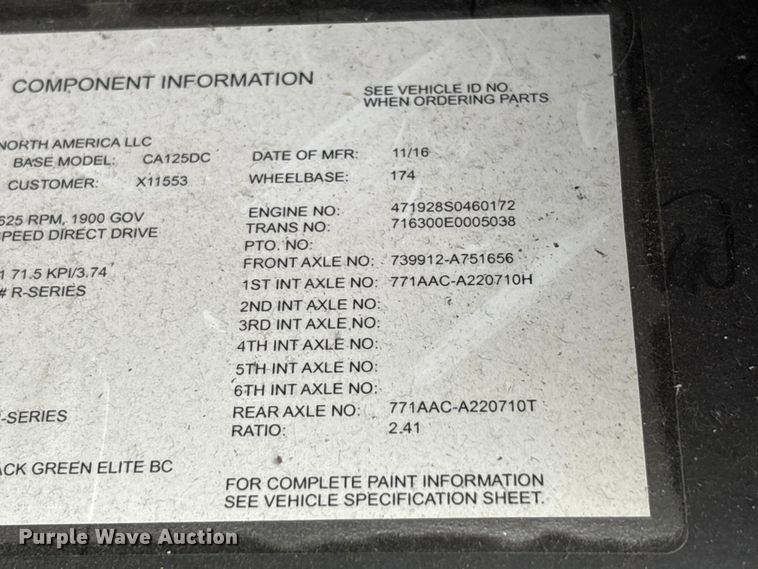 COMPONENT INFORMATION
SEE VEHICLE ID NO.
WHEN ORDERING PARTS
NORTH AMERICA LLC
BASE MODEL: CA125DC
DATE OF MFR: 11/16
CUSTOMER: X11553
WHEELBASE: 174
625 RPM, 1900 GOV
ENGINE NO: 471928S0460172
SPEED DIRECT DRIVE
TRANS NO: 716300E0005038
PTO. NO:
FRONT AXLE NO: 739912-A751656
1 71.5 KPI/3.74
1ST INT AXLE NO: 771AAC-A220710H
# R-SERIES
2ND INT AXLE NO:
3RD INT AXLE NO:
4TH INT AXLE NO:
5TH INT AXLE NO:
6TH INT AXLE NO:
-SERIES
REAR AXLE NO: 771AAC-A220710T
RATIO: 2.41
ACK GREEN ELITE BC
FOR COMPLETE PAINT INFORMATION
SEE VEHICLE SPECIFICATION SHEET.
Purple Wave Auction